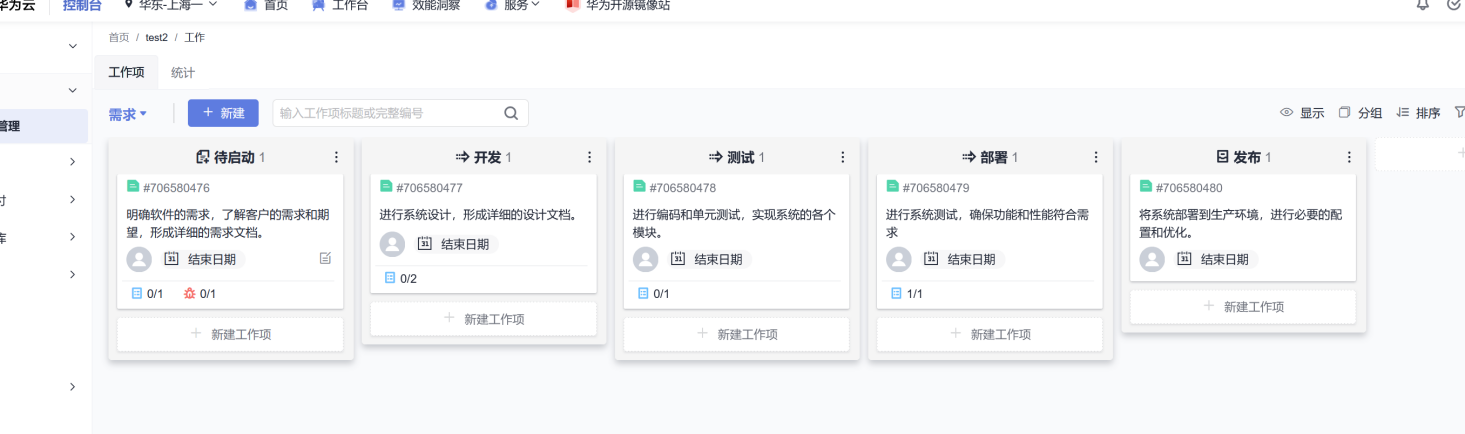 华为云 控制台 华东-上海一 首页 工作台 效能洞察 服务 华为开源镜像站
首页 / test2 / 工作
工作项 统计
需求 + 新建 输入工作项标题或完整编号 显示 分组 排序
管理
付
库
待启动 1
#706580476
明确软件的需求，了解客户的需求和期
望，形成详细的需求文档。
31 结束日期
0/1 0/1
+ 新建工作项
开发 1
#706580477
进行系统设计，形成详细的设计文档。
31 结束日期
0/2
+ 新建工作项
测试 1
#706580478
进行编码和单元测试，实现系统的各个
模块。
31 结束日期
0/1
+ 新建工作项
部署 1
#706580479
进行系统测试，确保功能和性能符合需
求
31 结束日期
1/1
+ 新建工作项
发布 1
#706580480
将系统部署到生产环境，进行必要的配
置和优化。
31 结束日期
+ 新建工作项